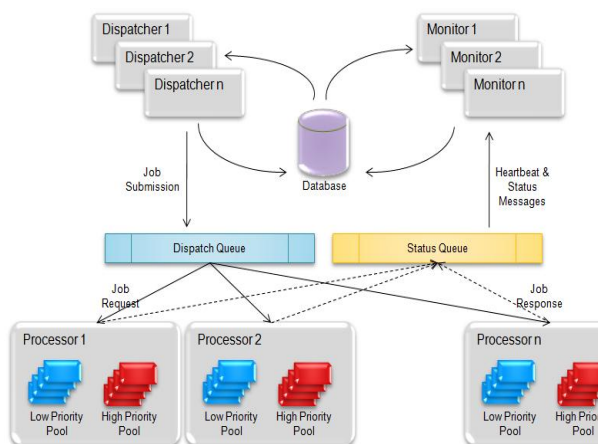 Dispatcher 1
Dispatcher 2
Dispatcher n
Monitor 1
Monitor 2
Monitor n
Database
Job
Submission
Heartbeat &
Status
Messages
Dispatch Queue
Status Queue
Job
Request
Job
Response
Processor 1
Low Priority
Pool
High Priority
Pool
Processor 2
Low Priority
Pool
High Priority
Pool
Processor n
Low Priority
Pool
High Priority
Pool